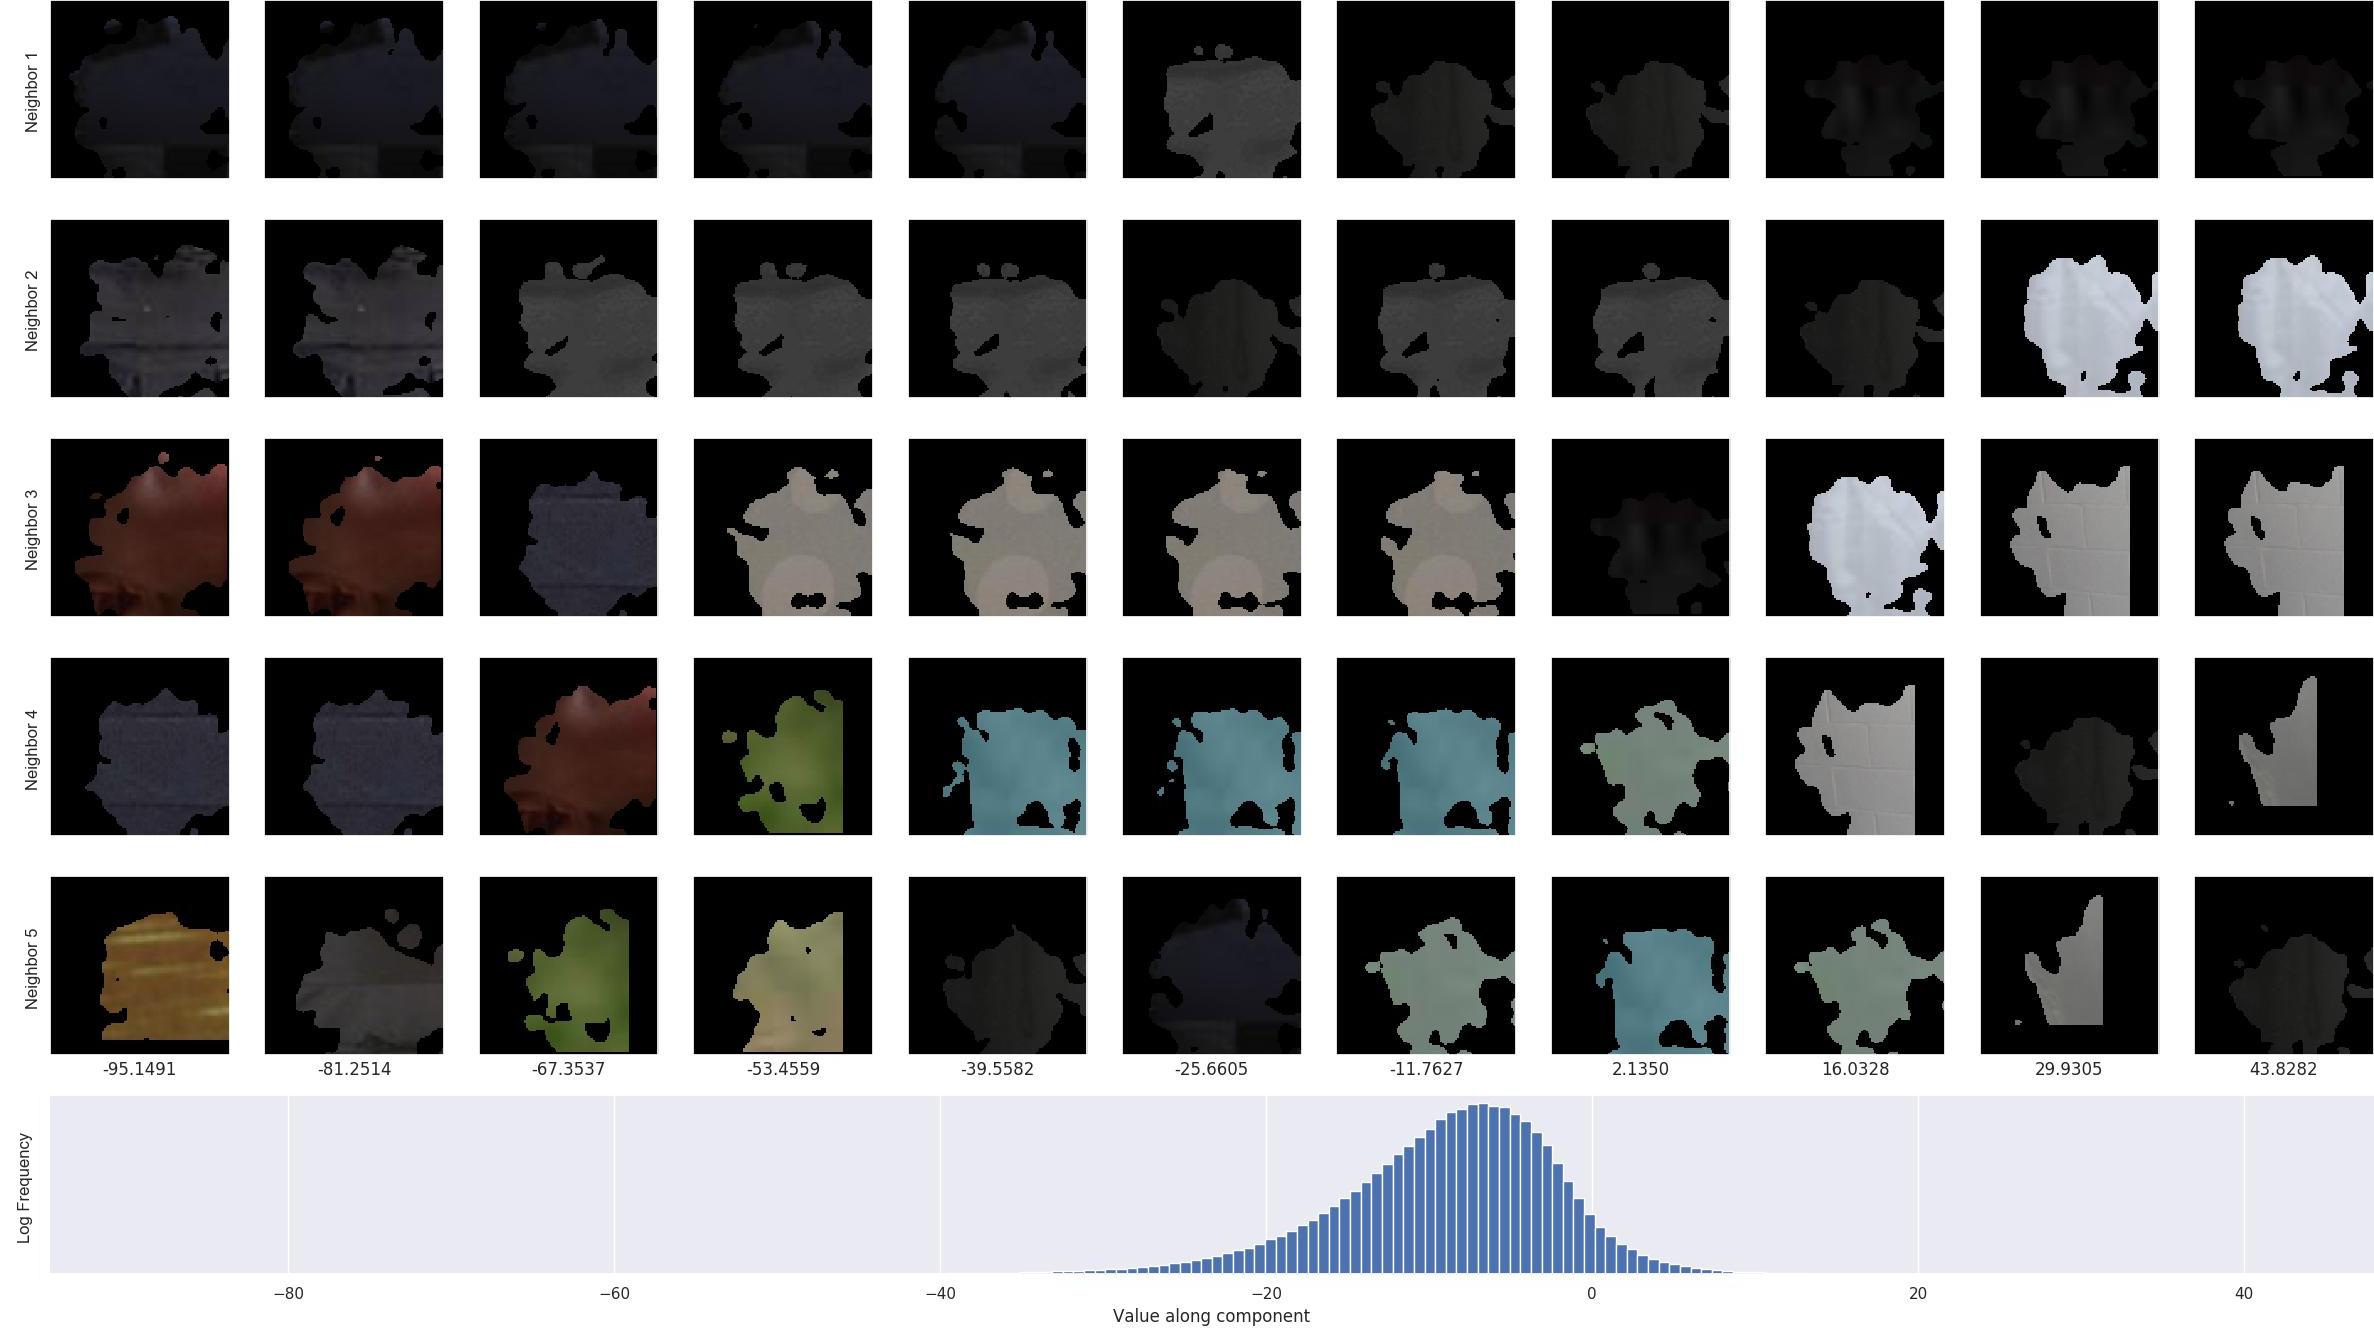 Neighbor 1
Neighbor 2
Neighbor 3
Neighbor 4
Neighbor 5
-95.1491 -81.2514 -67.3537 -53.4559 -39.5582 -25.6605 -11.7627 2.1350 16.0328 29.9305 43.8282
Log Frequency
−80 −60 −40 −20 0 20 40
Value along component